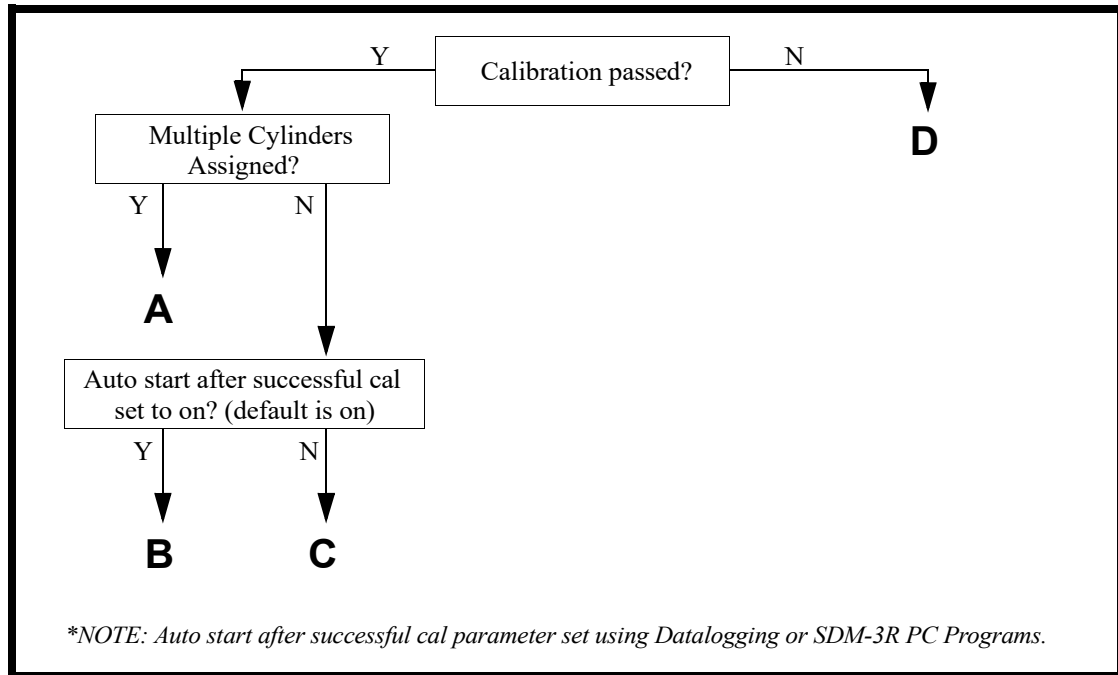 Y
Calibration passed?
N
D
Multiple Cylinders
Assigned?
Y
N
A
Auto start after successful cal
set to on? (default is on)
Y
N
B
C
*NOTE: Auto start after successful cal parameter set using Datalogging or SDM-3R PC Programs.